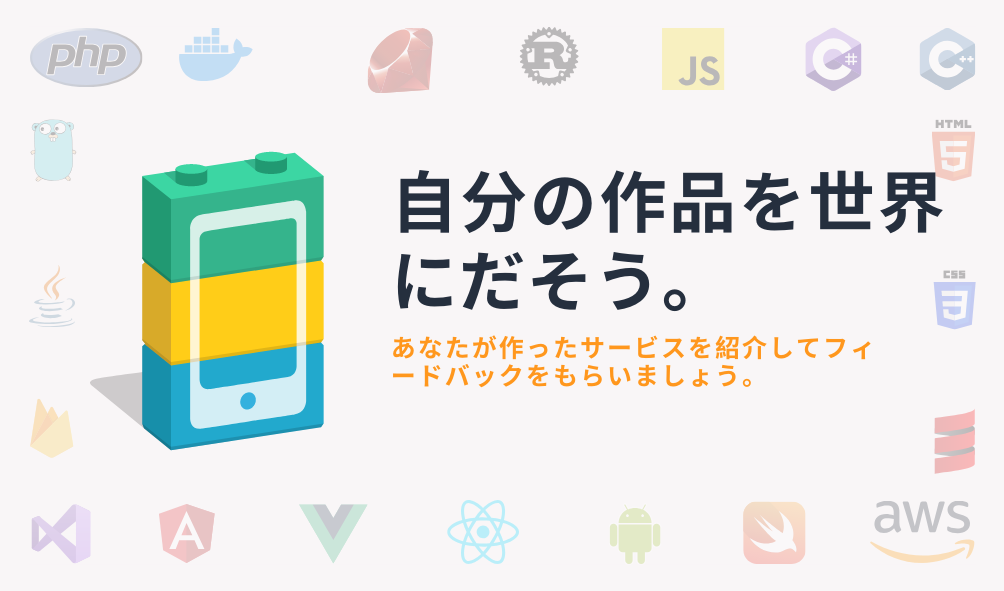 php
R
JS
C#
C++
HTML
5
自分の作品を世界
にだそう。
CSS
3
あなたが作ったサービスを紹介してフィ
ードバックをもらいましょう。
A
aws